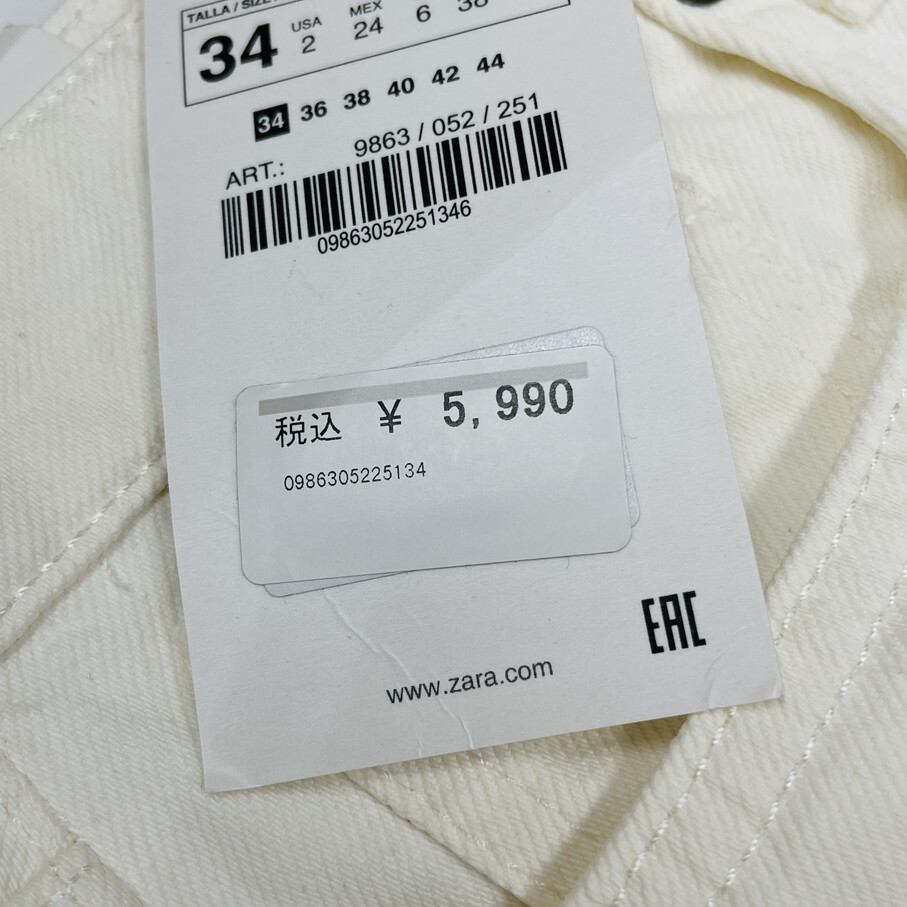 TALLA / SIZE
34 USA 2 MEX 24 6 38
34 36 38 40 42 44
ART.: 9863 / 052 / 251
09863052251346
税込 ¥ 5,990
0986305225134
EAC
www.zara.com